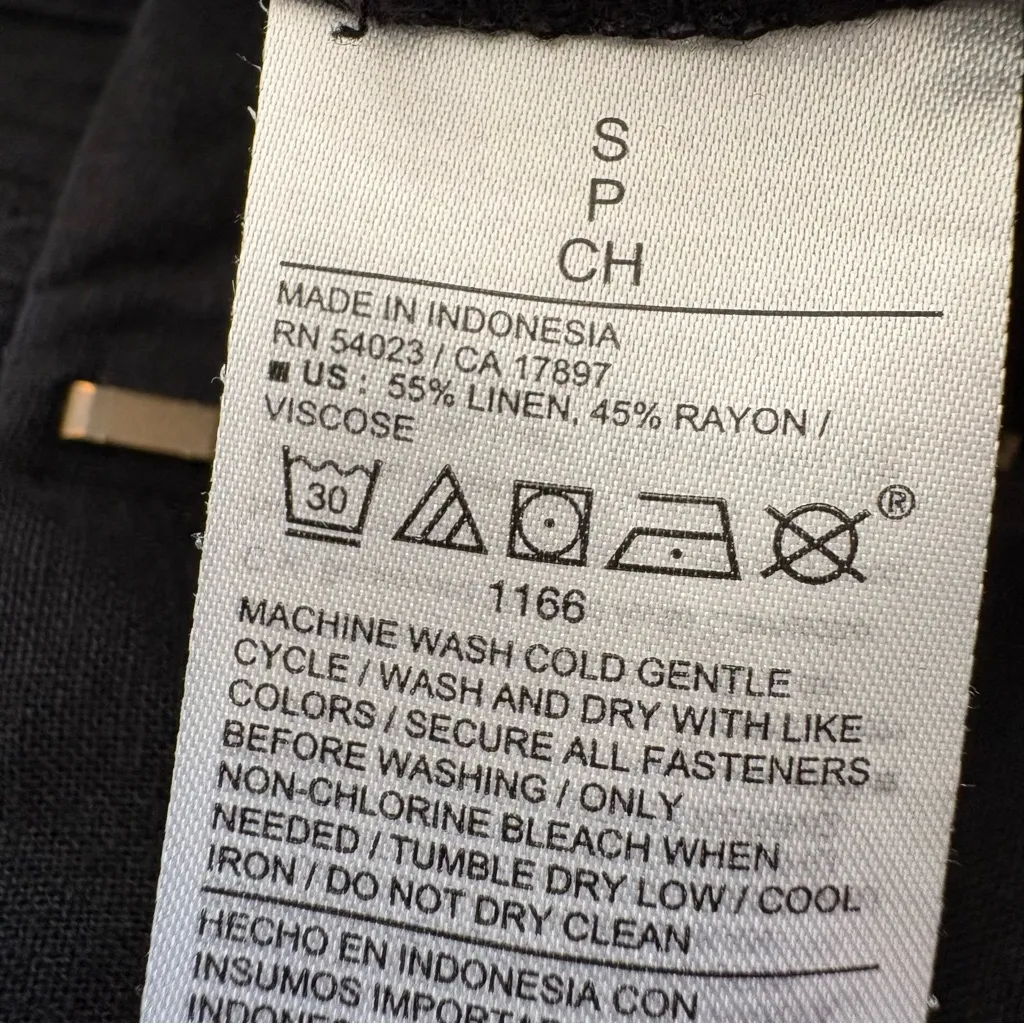 S
P
CH
MADE IN INDONESIA
RN 54023 / CA 17897
US : 55% LINEN, 45% RAYON /
VISCOSE
30
®
1166
MACHINE WASH COLD GENTLE
CYCLE / WASH AND DRY WITH LIKE
COLORS / SECURE ALL FASTENERS
BEFORE WASHING / ONLY
NON-CHLORINE BLEACH WHEN
NEEDED / TUMBLE DRY LOW / COOL
IRON / DO NOT DRY CLEAN
HECHO EN INDONESIA CON
INSUMOS